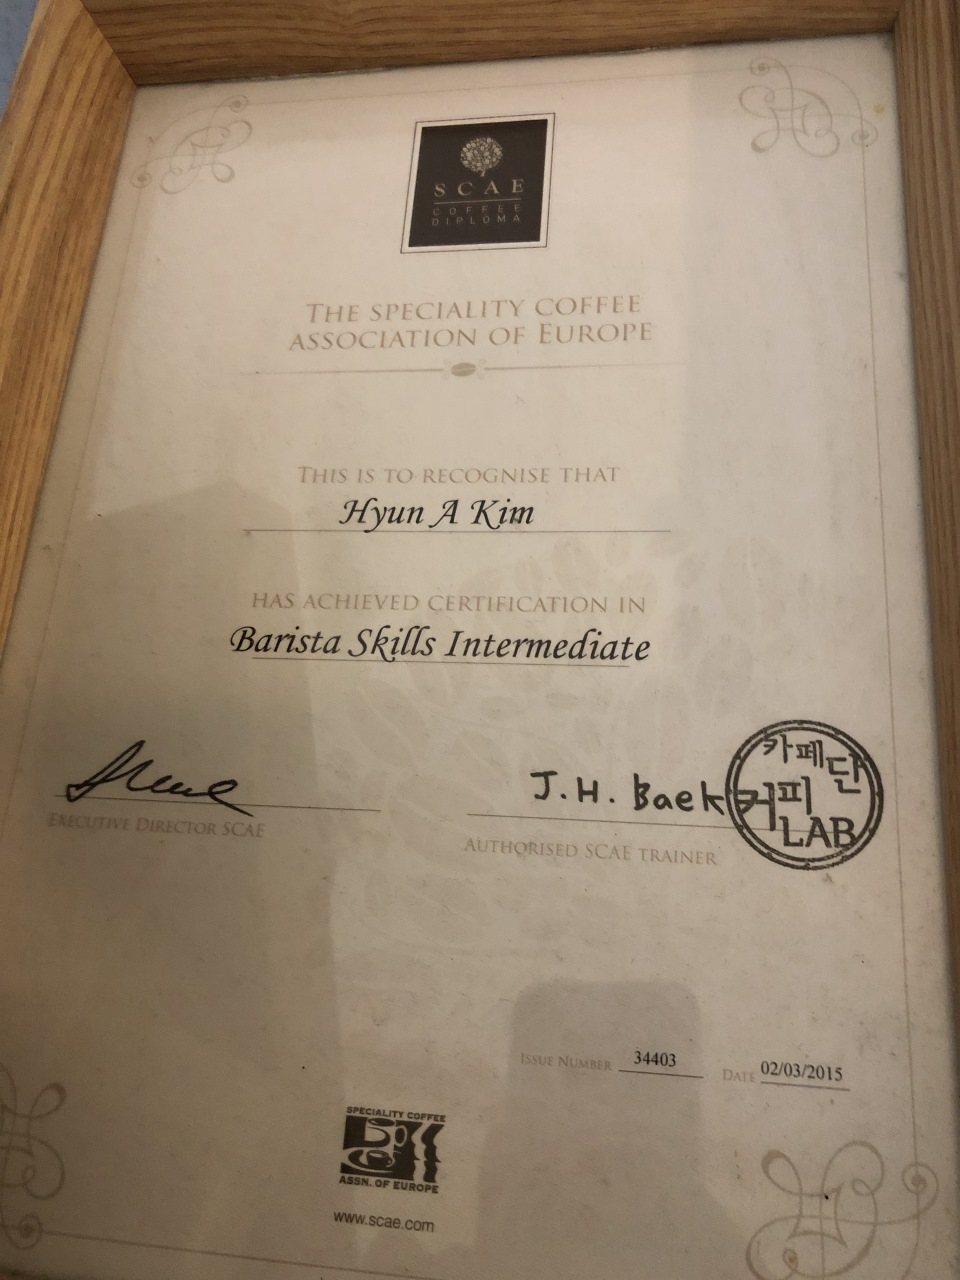 SCAE
COFFEE
DIPLOMA
THE SPECIALITY COFFEE
ASSOCIATION OF EUROPE
THIS IS TO RECOGNISE THAT
Hyun A Kim
HAS ACHIEVED CERTIFICATION IN
Barista Skills Intermediate
J.H. Baek
카페단
커피
LAB
EXECUTIVE DIRECTOR SCAE
AUTHORISED SCAE TRAINER
ISSUE NUMBER 34403
DATE 02/03/2015
SPECIALITY COFFEE
ASSN. OF EUROPE
www.scae.com